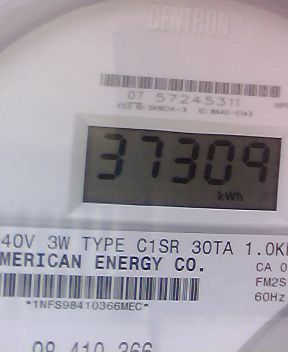 CENTRON
07 57245311
37309
kWh
40V 3W TYPE C1SR 30TA 1.0K
MERICAN ENERGY CO.
CA 0
FM2S
60Hz
*1NFS98410366MEC*
98 410 366